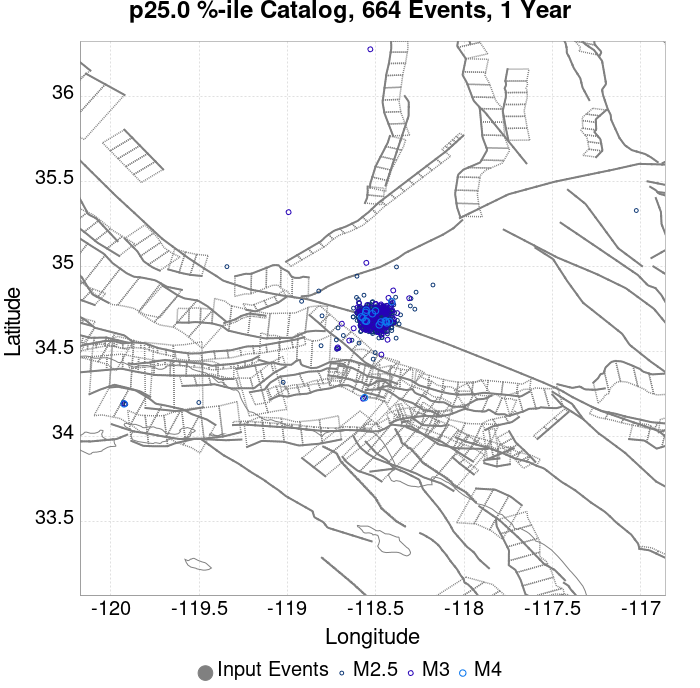 p25.0 %-ile Catalog, 664 Events, 1 Year
36
35.5
35
34.5
34
33.5
Latitude
-120 -119.5 -119 -118.5 -118 -117.5 -117
Longitude
Input Events M2.5 M3 M4